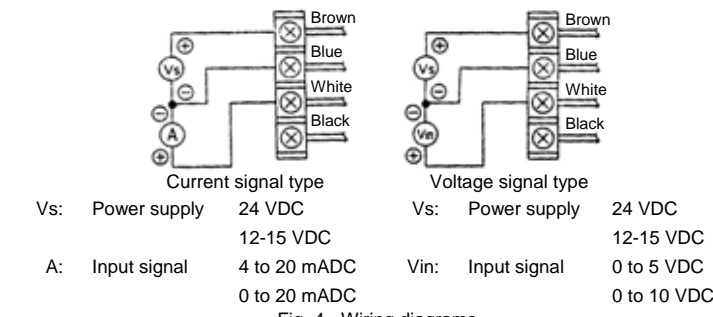 Brown
Blue
White
Black
⊕
Vs
⊖
⊖
A
⊕
Current signal type
Brown
Blue
White
Black
⊕
Vs
⊖
⊖
Vin
⊕
Voltage signal type
Vs: Power supply 24 VDC
12-15 VDC
A: Input signal 4 to 20 mADC
0 to 20 mADC
Vs: Power supply 24 VDC
12-15 VDC
Vin: Input signal 0 to 5 VDC
0 to 10 VDC
Fig. 4 Wiring diagrams